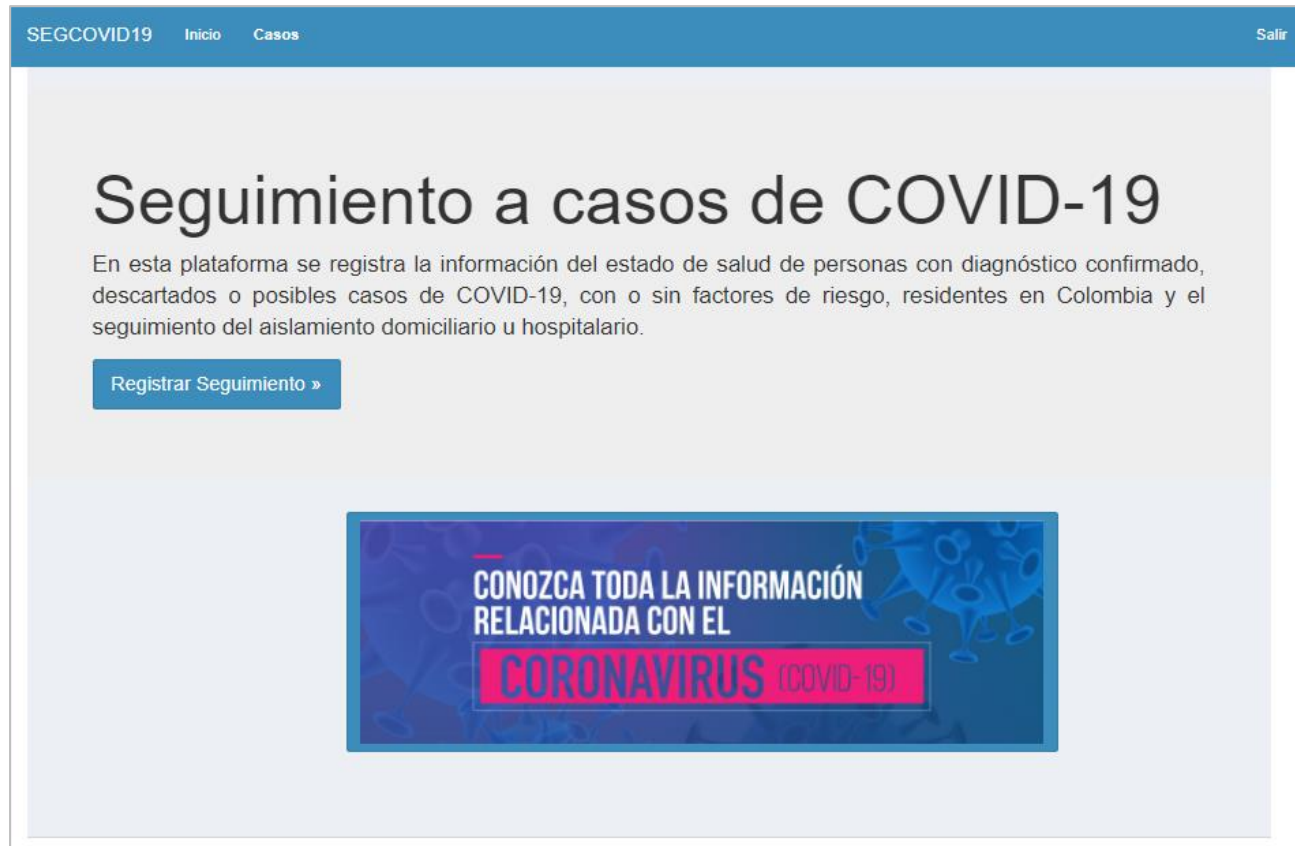 SEGCOVID19 Inicio Casos Salir
Seguimiento a casos de COVID-19
En esta plataforma se registra la información del estado de salud de personas con diagnóstico confirmado,
descartados o posibles casos de COVID-19, con o sin factores de riesgo, residentes en Colombia y el
seguimiento del aislamiento domiciliario u hospitalario.
Registrar Seguimiento »
CONOZCA TODA LA INFORMACIÓN
RELACIONADA CON EL
CORONAVIRUS (COVID-19)